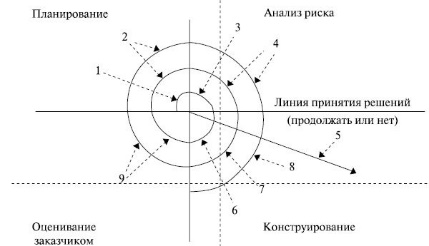 Планирование
Анализ риска
2
3
4
1
Линия принятия решений
(продолжать или нет)
5
9
8
7
6
Оценивание
заказчиком
Конструирование